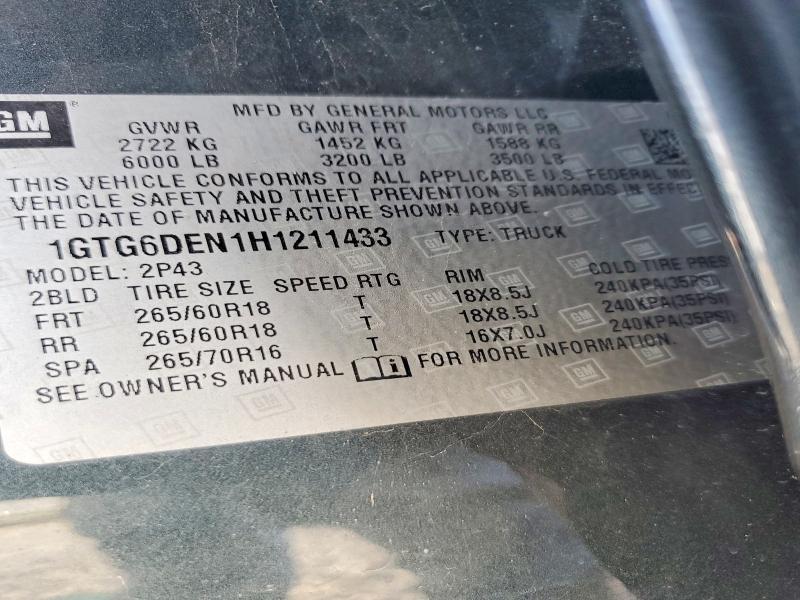 GM
MFD BY GENERAL MOTORS LLC
GVWR GAWR FRT GAWR RR
2722 KG 1452 KG 1588 KG
6000 LB 3200 LB 3500 LB
THIS VEHICLE CONFORMS TO ALL APPLICABLE U.S. FEDERAL MO
VEHICLE SAFETY AND THEFT PREVENTION STANDARDS IN EFFEC
THE DATE OF MANUFACTURE SHOWN ABOVE.
1GTG6DEN1H1211433 TYPE: TRUCK
MODEL: 2P43
2BLD TIRE SIZE SPEED RTG RIM COLD TIRE PRES
FRT 265/60R18 T 18X8.5J 240KPA(35PSI)
RR 265/60R18 T 18X8.5J 240KPA(35PSI)
SPA 265/70R16 T 16X7.0J 240KPA(35PSI)
SEE OWNER'S MANUAL FOR MORE INFORMATION.